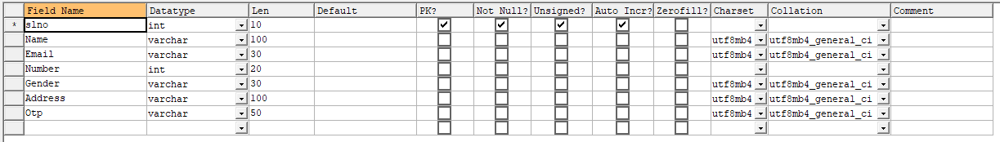 Field Name Datatype Len Default PK? Not Null? Unsigned? Auto Incr? Zerofill? Charset Collation Comment
* slno int 10
Name varchar 100 utf8mb4 utf8mb4_general_ci
Email varchar 30 utf8mb4 utf8mb4_general_ci
Number int 20
Gender varchar 30 utf8mb4 utf8mb4_general_ci
Address varchar 100 utf8mb4 utf8mb4_general_ci
Otp varchar 50 utf8mb4 utf8mb4_general_ci